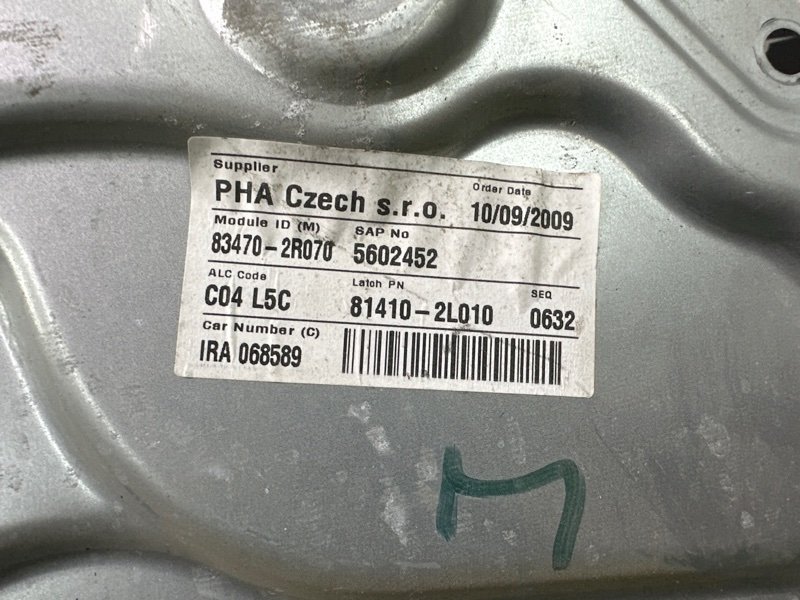 Supplier
Order Date
PHA Czech s.r.o. 10/09/2009
Module ID (M) SAP No
83470-2R070 5602452
ALC Code Latch PN SEQ
C04 L5C 81410-2L010 0632
Car Number (C)
IRA 068589
M